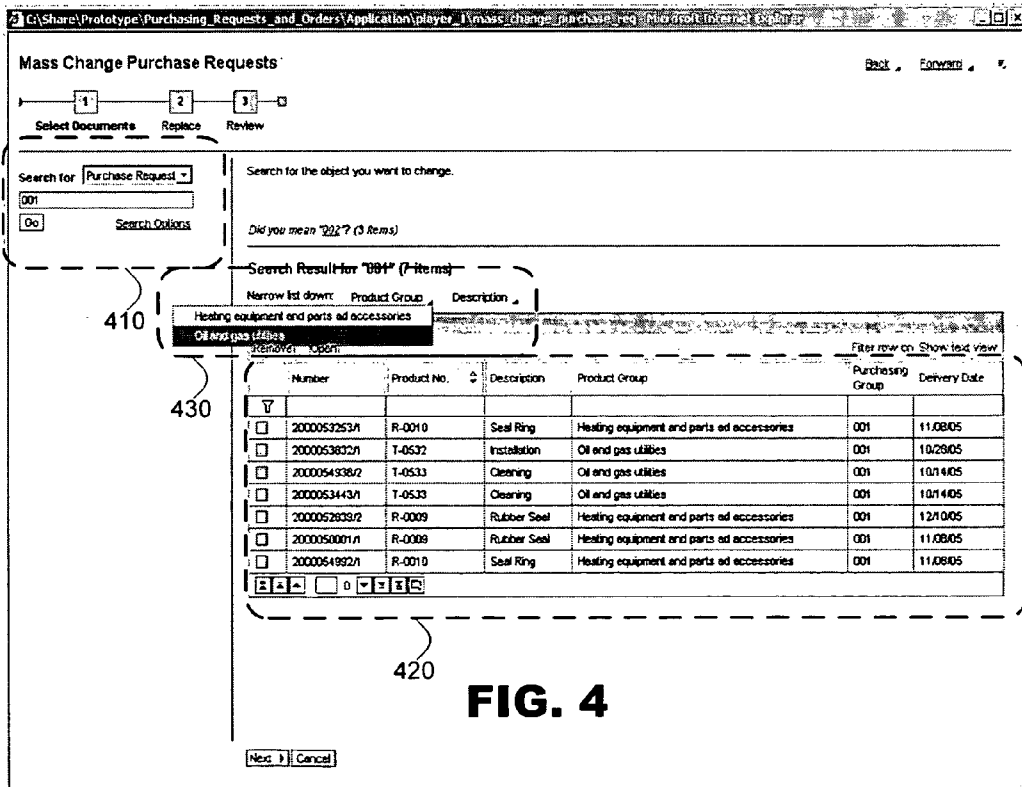 C:\Share\Prototype\Purchasing_Requests_and_Orders\Application\player_1\mass_change_purchase_req - Microsoft Internet Explorer
Mass Change Purchase Requests
Back Forward
1 2 3
Select Documents Replace Review
Search for Purchase Request
001
Go Search Options
Search for the object you want to change.
Did you mean "002"? (3 Items)
Search Result for "001" (7 items)
Narrow list down: Product Group Description
Heating equipment and parts ad accessories
Oil and gas utilities
Remove Open
Filter row on Show text view
Number Product No. Description Product Group Purchasing Group Delivery Date
2000053253/1 R-0010 Seal Ring Heating equipment and parts ad accessories 001 11/08/05
2000053832/1 T-0532 Installation Oil and gas utilities 001 10/28/05
2000054938/2 T-0533 Cleaning Oil and gas utilities 001 10/14/05
2000053443/1 T-0533 Cleaning Oil and gas utilities 001 10/14/05
2000052839/2 R-0009 Rubber Seal Heating equipment and parts ad accessories 001 12/10/05
2000050001/1 R-0009 Rubber Seal Heating equipment and parts ad accessories 001 11/08/05
2000054992/1 R-0010 Seal Ring Heating equipment and parts ad accessories 001 11/08/05
0
410
430
420
FIG. 4
Next Cancel